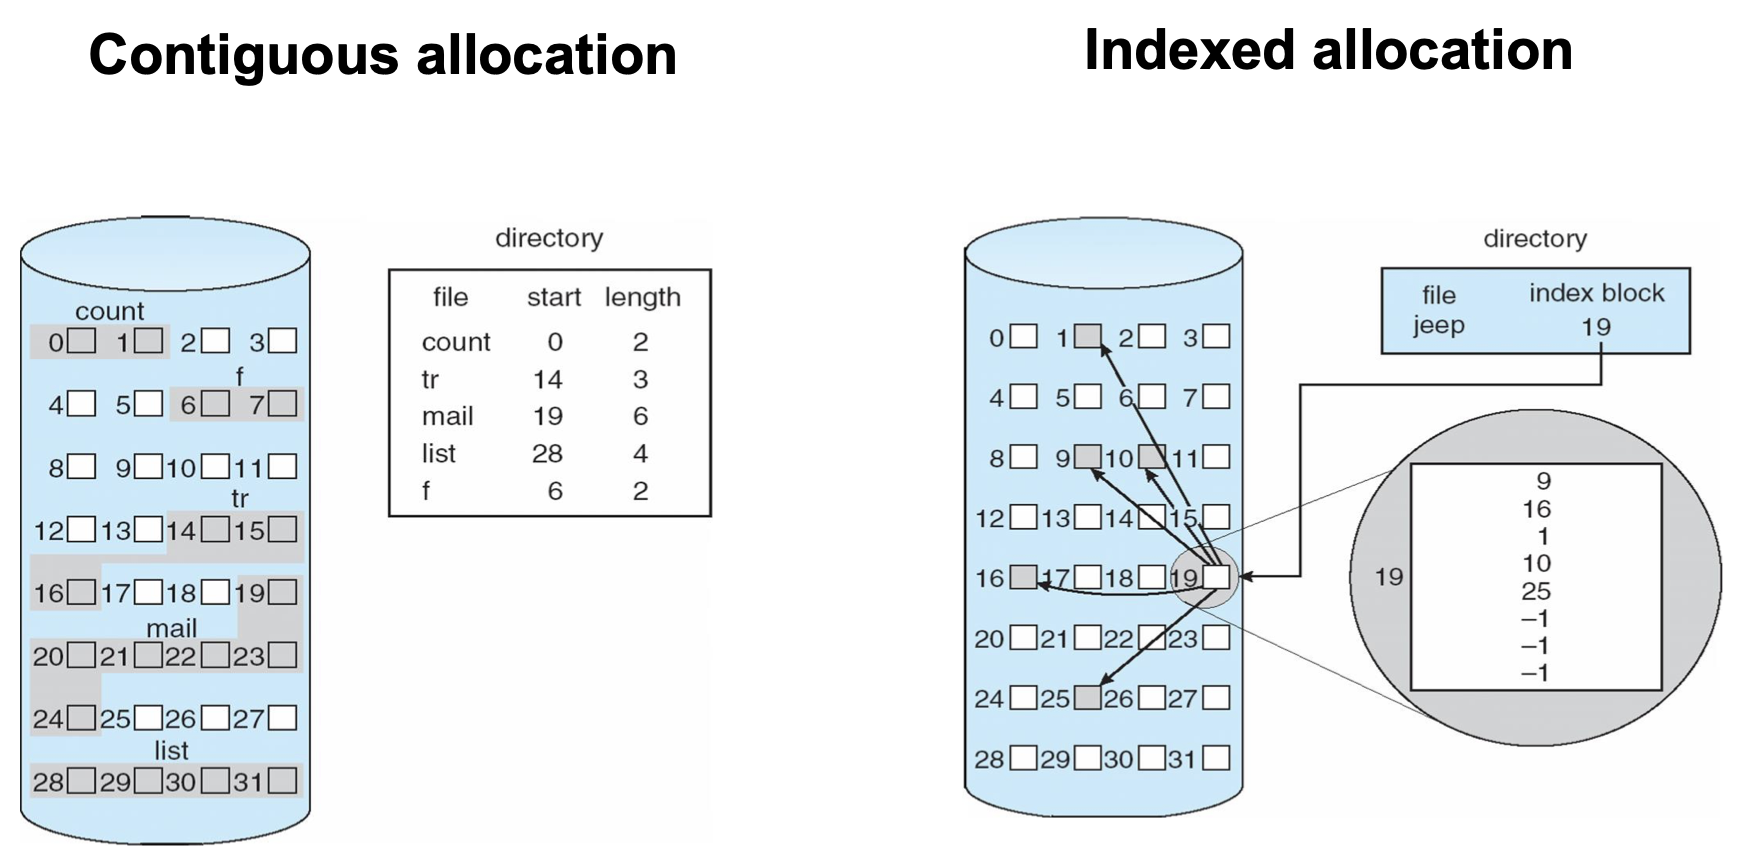 Contiguous allocation
count
0 1 2 3
f
4 5 6 7
8 9 10 11
tr
12 13 14 15
16 17 18 19
mail
20 21 22 23
24 25 26 27
list
28 29 30 31
directory
file start length
count 0 2
tr 14 3
mail 19 6
list 28 4
f 6 2
Indexed allocation
0 1 2 3
4 5 6 7
8 9 10 11
12 13 14 15
16 17 18 19
20 21 22 23
24 25 26 27
28 29 30 31
directory
file index block
jeep 19
19
9
16
1
10
25
–1
–1
–1